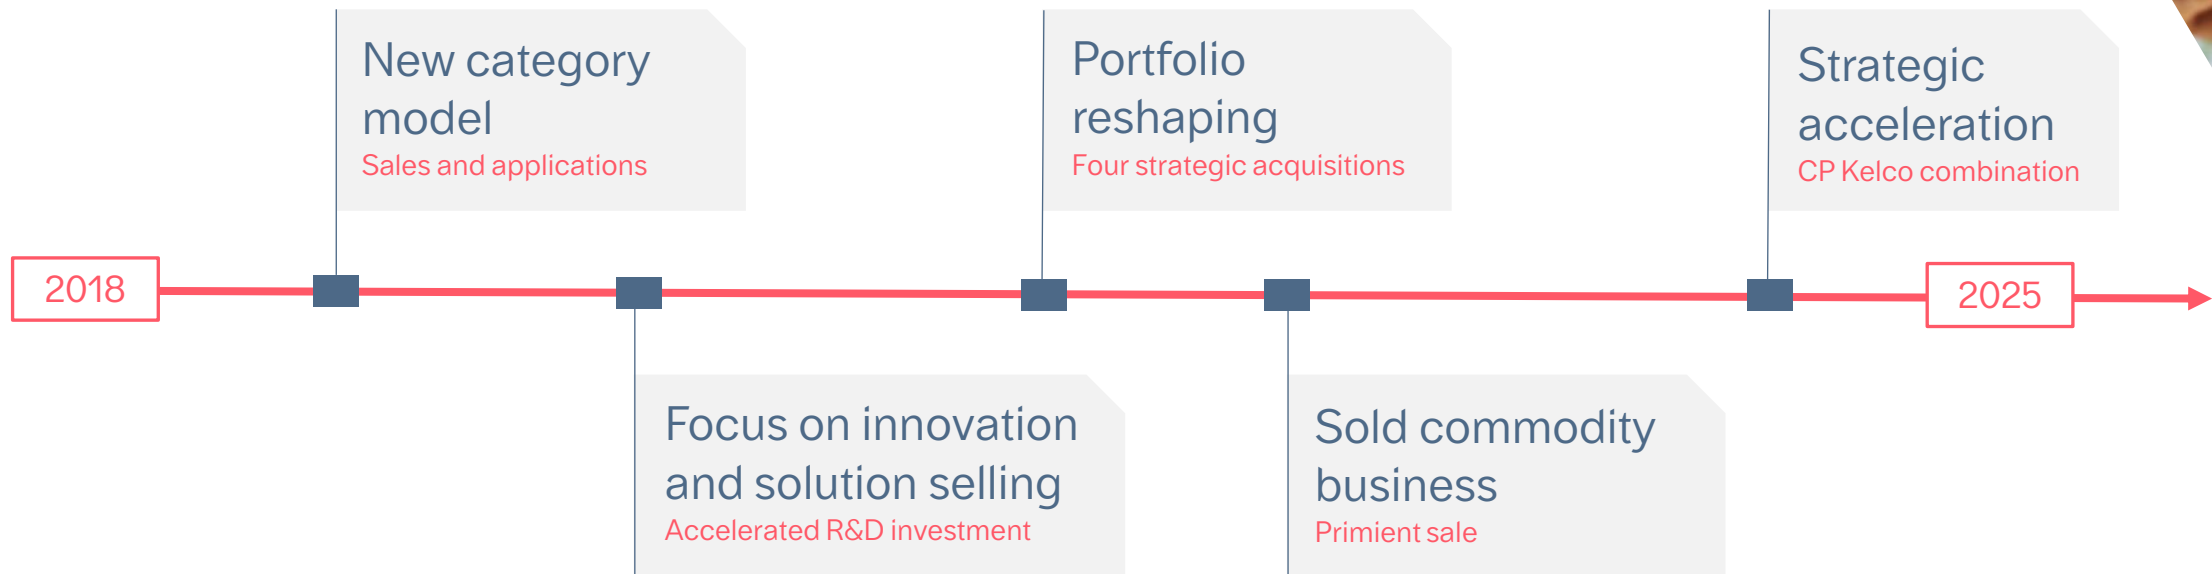 New category
model
Sales and applications
Portfolio
reshaping
Four strategic acquisitions
Strategic
acceleration
CP Kelco combination
2018
2025
Focus on innovation
and solution selling
Accelerated R&D investment
Sold commodity
business
Primient sale